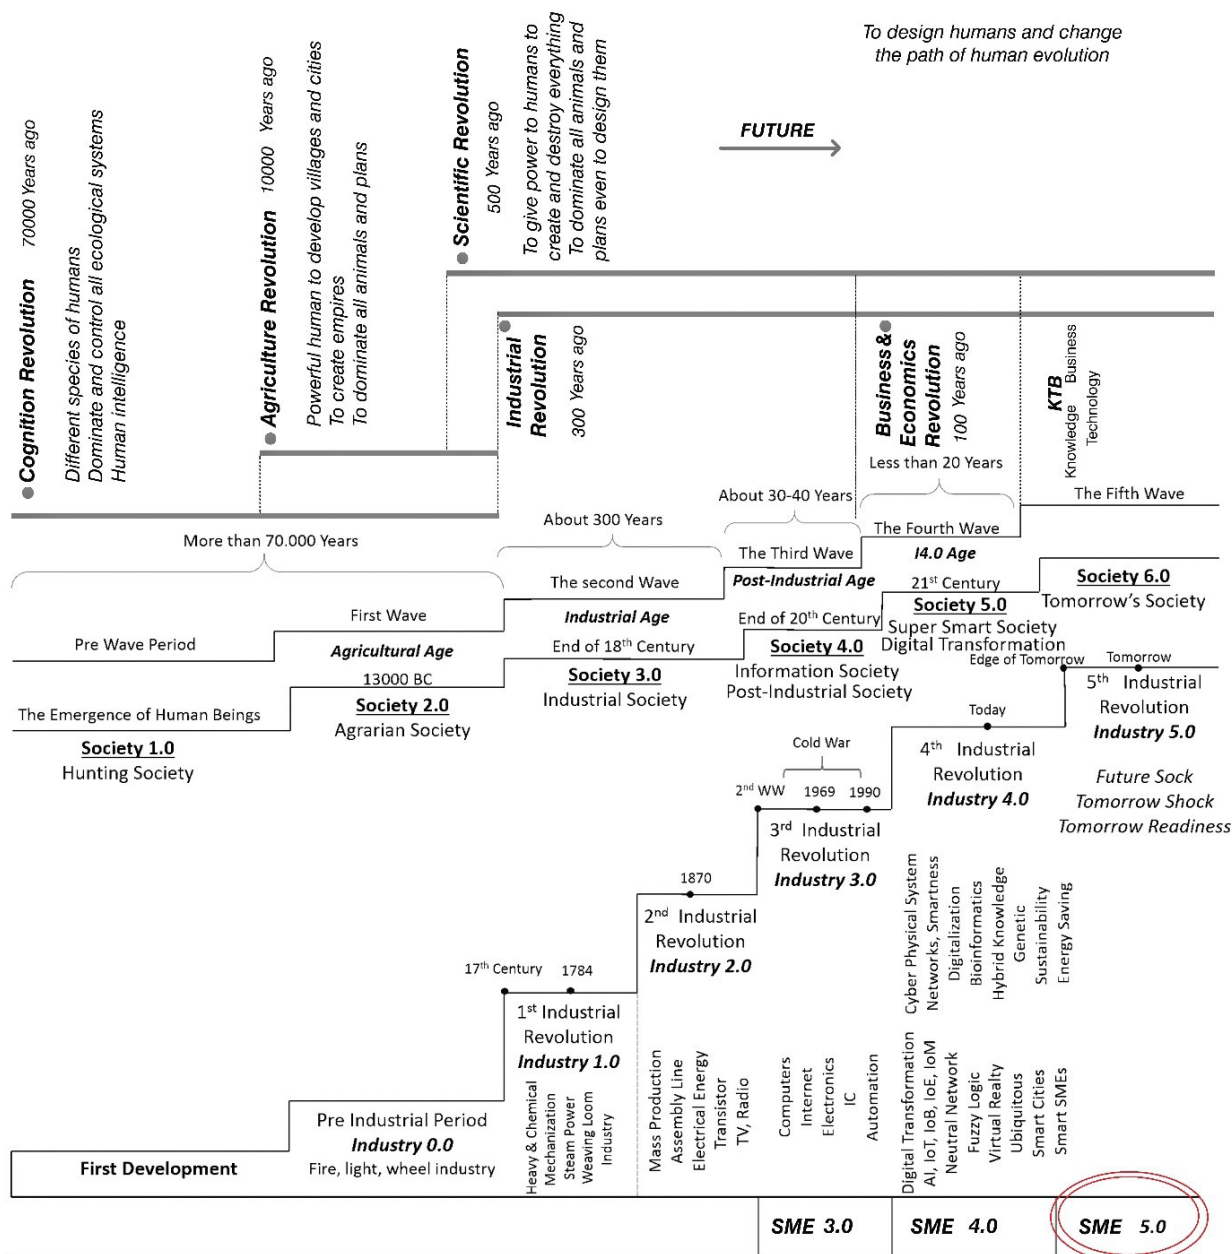 To design humans and change
the path of human evolution
FUTURE
Cognition Revolution 70000 Years ago
Different species of humans
Dominate and control all ecological systems
Human intelligence
Agriculture Revolution 10000 Years ago
Powerful human to develop villages and cities
To create empires
To dominate all animals and plans
Scientific Revolution
500 Years ago
To give power to humans to
create and destroy everything
To dominate all animals and
plans even to design them
Industrial
Revolution
300 Years ago
Business &
Economics
Revolution
100 Years ago
KTB
Knowledge Business
Technology
More than 70.000 Years
About 300 Years
About 30-40 Years
Less than 20 Years
Pre Wave Period
First Wave
Agricultural Age
The second Wave
Industrial Age
The Third Wave
Post-Industrial Age
The Fourth Wave
I4.0 Age
The Fifth Wave
The Emergence of Human Beings
Society 1.0
Hunting Society
13000 BC
Society 2.0
Agrarian Society
End of 18th Century
Society 3.0
Industrial Society
End of 20th Century
Society 4.0
Information Society
Post-Industrial Society
21st Century
Society 5.0
Super Smart Society
Digital Transformation
Society 6.0
Tomorrow's Society
First Development
Pre Industrial Period
Industry 0.0
Fire, light, wheel industry
17th Century
1784
1st Industrial
Revolution
Industry 1.0
Heavy & Chemical
Mechanization
Steam Power
Weaving Loom
Industry
1870
2nd Industrial
Revolution
Industry 2.0
Mass Production
Assembly Line
Electrical Energy
Transistor
TV, Radio
Cold War
2nd WW
1969
1990
3rd Industrial
Revolution
Industry 3.0
Computers
Internet
Electronics
IC
Automation
Today
4th Industrial
Revolution
Industry 4.0
Cyber Physical System
Networks, Smartness
Digitalization
Bioinformatics
Hybrid Knowledge
Genetic
Sustainability
Energy Saving
Digital Transformation
AI, IoT, IoB, IoE, IoM
Neutral Network
Fuzzy Logic
Virtual Realty
Ubiquitous
Smart Cities
Smart SMEs
Edge of Tomorrow
Tomorrow
5th Industrial
Revolution
Industry 5.0
Future Sock
Tomorrow Shock
Tomorrow Readiness
SME 3.0
SME 4.0
SME 5.0